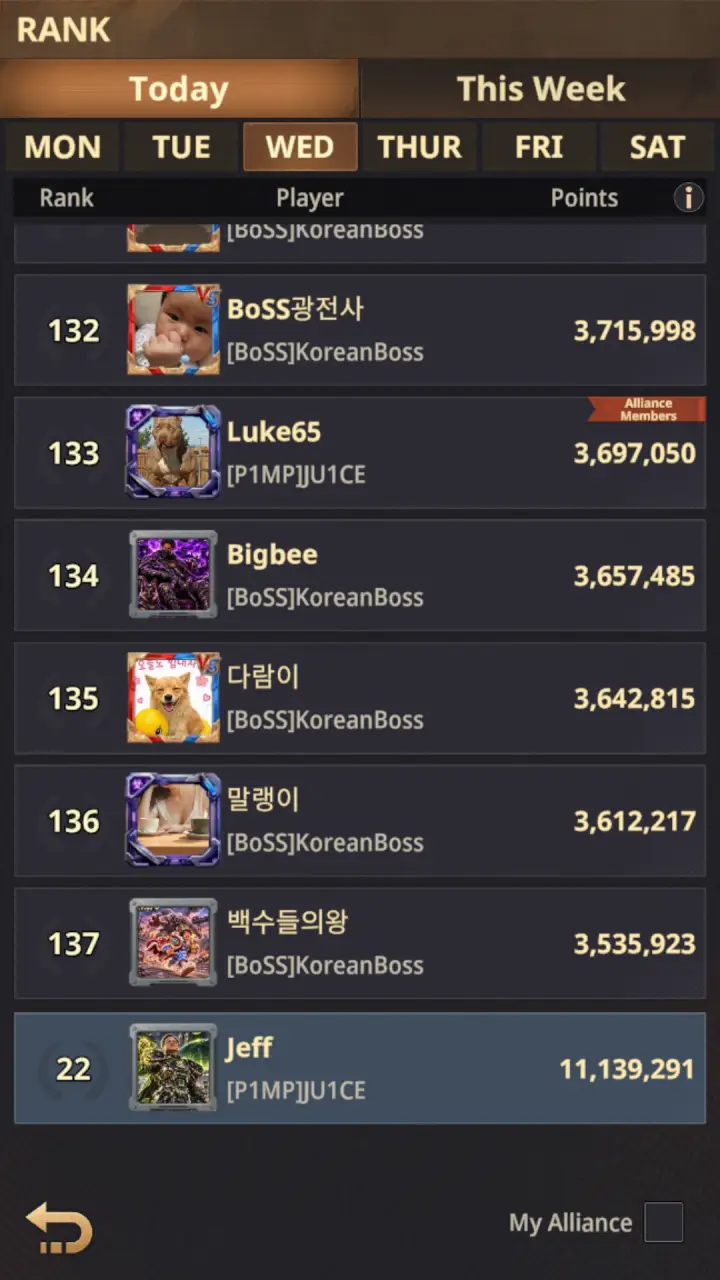 RANK
Today
This Week
MON
TUE
WED
THUR
FRI
SAT
Rank
Player
Points
i
[BoSS]KoreanBoss
132
BoSS광전사
[BoSS]KoreanBoss
3,715,998
Alliance
Members
133
Luke65
[P1MP]JU1CE
3,697,050
134
Bigbee
[BoSS]KoreanBoss
3,657,485
135
다람이
[BoSS]KoreanBoss
3,642,815
136
말랭이
[BoSS]KoreanBoss
3,612,217
137
백수들의왕
[BoSS]KoreanBoss
3,535,923
22
Jeff
[P1MP]JU1CE
11,139,291
My Alliance